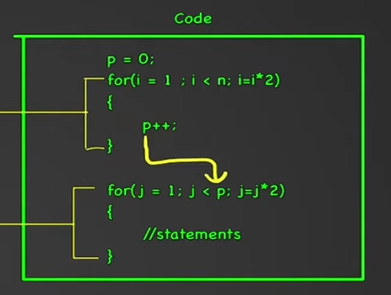 Code
p = 0;
for(i = 1 ; i < n; i=i*2)
{
p++;
}
for(j = 1; j < p; j=j*2)
{
//statements
}